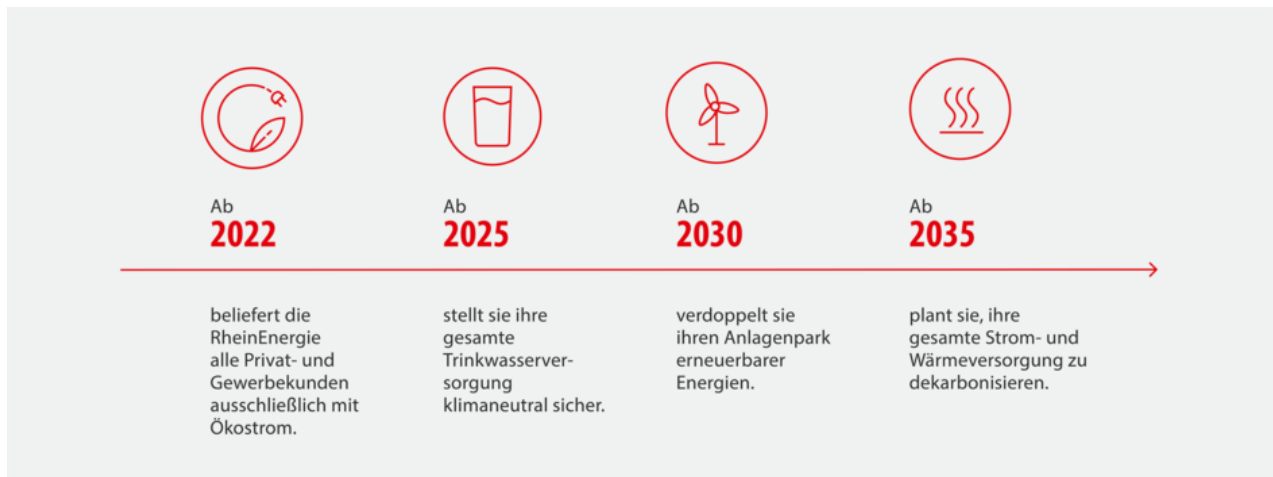 Ab
2022
beliefert die
RheinEnergie
alle Privat- und
Gewerbekunden
ausschließlich mit
Ökostrom.
Ab
2025
stellt sie ihre
gesamte
Trinkwasserver-
sorgung
klimaneutral sicher.
Ab
2030
verdoppelt sie
ihren Anlagenpark
erneuerbarer
Energien.
Ab
2035
plant sie, ihre
gesamte Strom- und
Wärmeversorgung zu
dekarbonisieren.